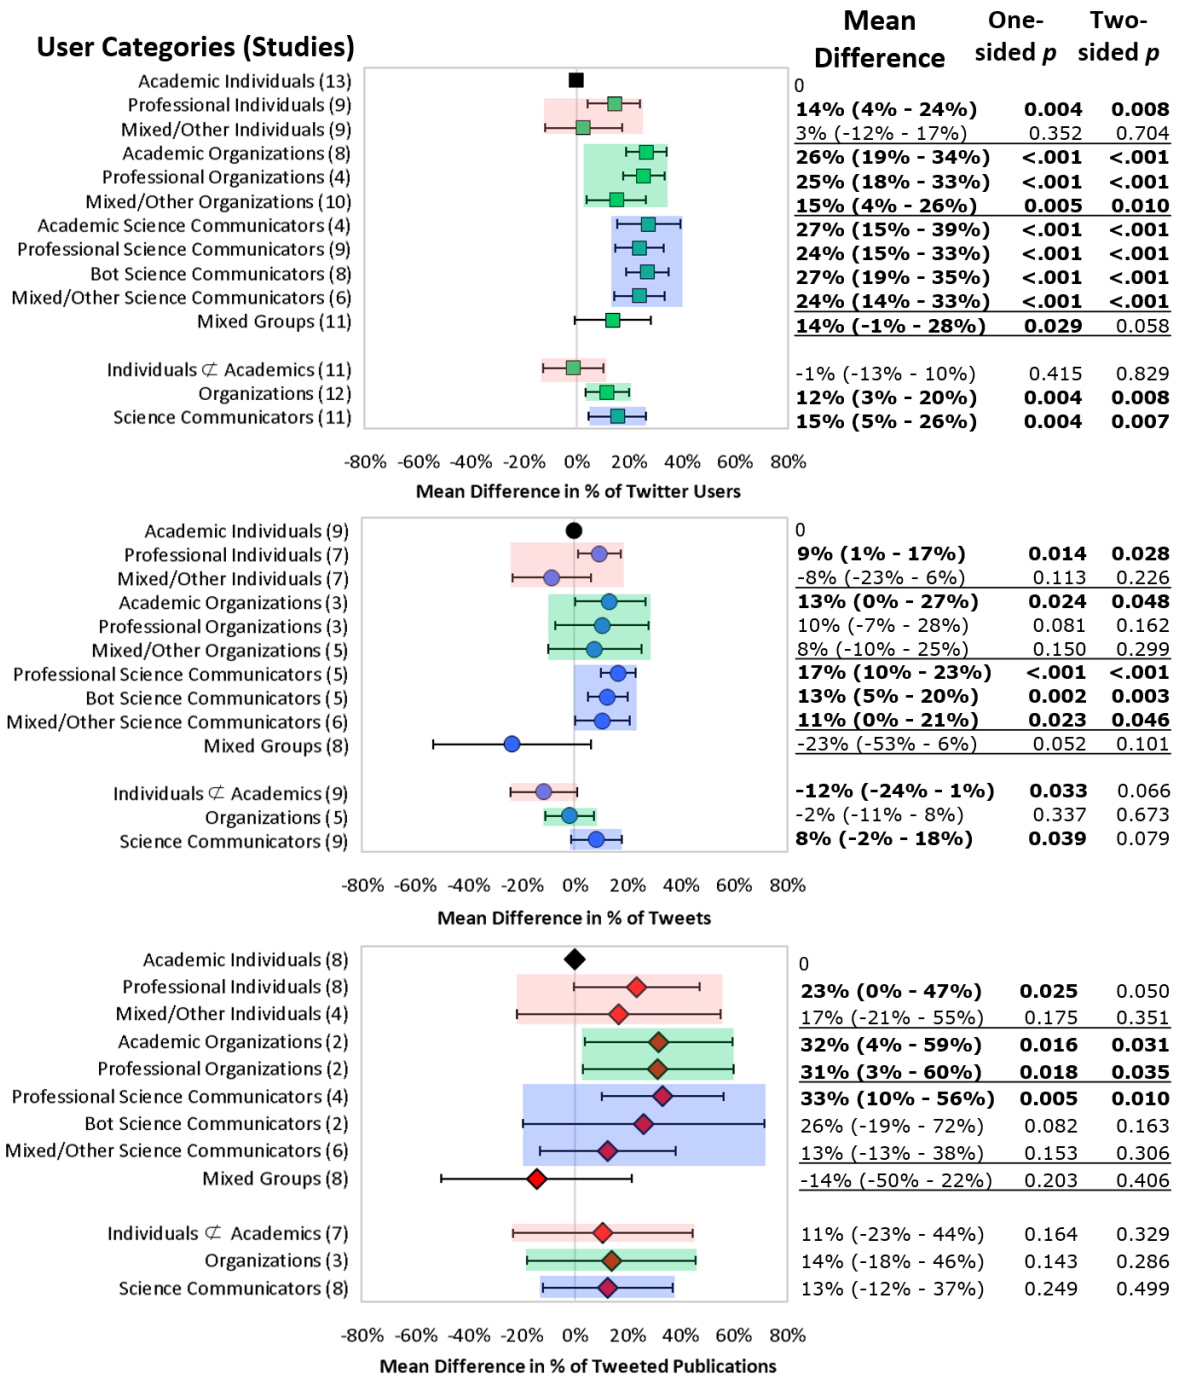 User Categories (Studies) Mean Difference One-sided p Two-sided p
Academic Individuals (13) 0
Professional Individuals (9) 14% (4% - 24%) 0.004 0.008
Mixed/Other Individuals (9) 3% (-12% - 17%) 0.352 0.704
Academic Organizations (8) 26% (19% - 34%) <.001 <.001
Professional Organizations (4) 25% (18% - 33%) <.001 <.001
Mixed/Other Organizations (10) 15% (4% - 26%) 0.005 0.010
Academic Science Communicators (4) 27% (15% - 39%) <.001 <.001
Professional Science Communicators (9) 24% (15% - 33%) <.001 <.001
Bot Science Communicators (8) 27% (19% - 35%) <.001 <.001
Mixed/Other Science Communicators (6) 24% (14% - 33%) <.001 <.001
Mixed Groups (11) 14% (-1% - 28%) 0.029 0.058
Individuals ⊄ Academics (11) -1% (-13% - 10%) 0.415 0.829
Organizations (12) 12% (3% - 20%) 0.004 0.008
Science Communicators (11) 15% (5% - 26%) 0.004 0.007
-80% -60% -40% -20% 0% 20% 40% 60% 80%
Mean Difference in % of Twitter Users
Academic Individuals (9) 0
Professional Individuals (7) 9% (1% - 17%) 0.014 0.028
Mixed/Other Individuals (7) -8% (-23% - 6%) 0.113 0.226
Academic Organizations (3) 13% (0% - 27%) 0.024 0.048
Professional Organizations (3) 10% (-7% - 28%) 0.081 0.162
Mixed/Other Organizations (5) 8% (-10% - 25%) 0.150 0.299
Professional Science Communicators (5) 17% (10% - 23%) <.001 <.001
Bot Science Communicators (5) 13% (5% - 20%) 0.002 0.003
Mixed/Other Science Communicators (6) 11% (0% - 21%) 0.023 0.046
Mixed Groups (8) -23% (-53% - 6%) 0.052 0.101
Individuals ⊄ Academics (9) -12% (-24% - 1%) 0.033 0.066
Organizations (5) -2% (-11% - 8%) 0.337 0.673
Science Communicators (9) 8% (-2% - 18%) 0.039 0.079
-80% -60% -40% -20% 0% 20% 40% 60% 80%
Mean Difference in % of Tweets
Academic Individuals (8) 0
Professional Individuals (8) 23% (0% - 47%) 0.025 0.050
Mixed/Other Individuals (4) 17% (-21% - 55%) 0.175 0.351
Academic Organizations (2) 32% (4% - 59%) 0.016 0.031
Professional Organizations (2) 31% (3% - 60%) 0.018 0.035
Professional Science Communicators (4) 33% (10% - 56%) 0.005 0.010
Bot Science Communicators (2) 26% (-19% - 72%) 0.082 0.163
Mixed/Other Science Communicators (6) 13% (-13% - 38%) 0.153 0.306
Mixed Groups (8) -14% (-50% - 22%) 0.203 0.406
Individuals ⊄ Academics (7) 11% (-23% - 44%) 0.164 0.329
Organizations (3) 14% (-18% - 46%) 0.143 0.286
Science Communicators (8) 13% (-12% - 37%) 0.249 0.499
-80% -60% -40% -20% 0% 20% 40% 60% 80%
Mean Difference in % of Tweeted Publications